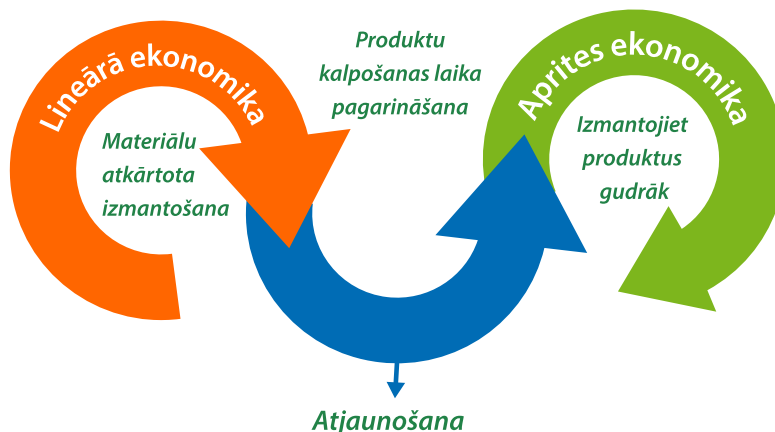 Lineārā ekonomika
Materiālu
atkārtota
izmantošana
Produktu
kalpošanas laika
pagarināšana
Aprites ekonomika
Izmantojiet
produktus
gudrāk
Atjaunošana